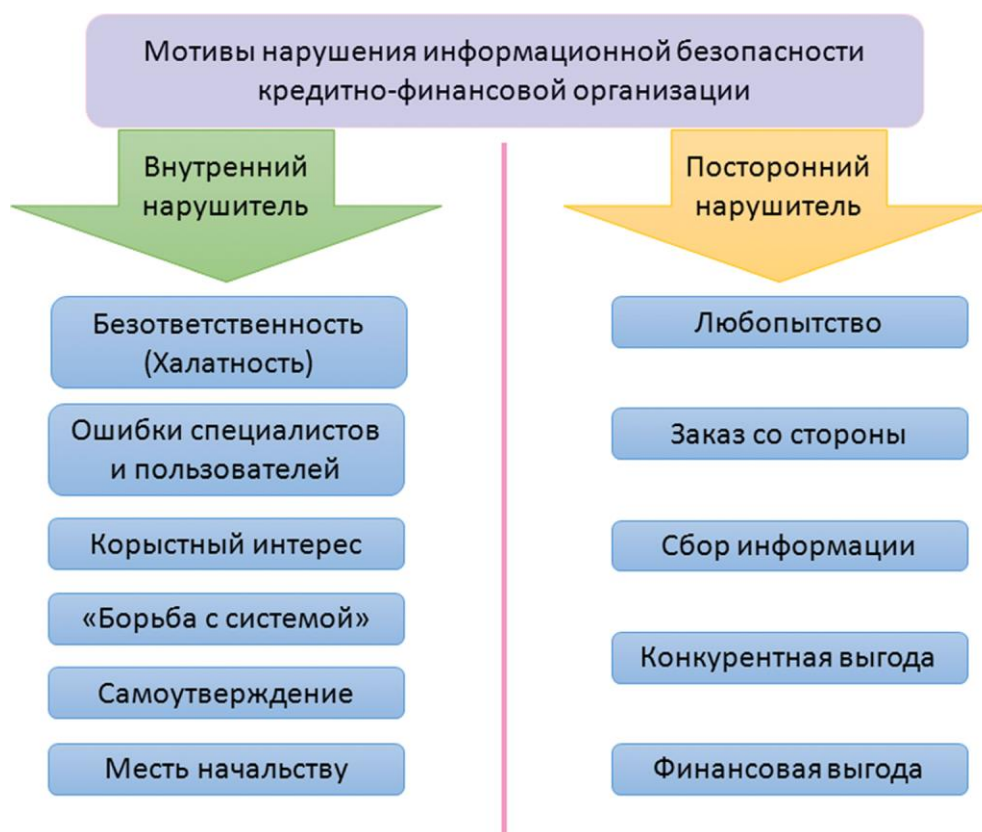 Мотивы нарушения информационной безопасности
кредитно-финансовой организации
Внутренний
нарушитель
Безответственность
(Халатность)
Ошибки специалистов
и пользователей
Корыстный интерес
«Борьба с системой»
Самоутверждение
Месть начальству
Посторонний
нарушитель
Любопытство
Заказ со стороны
Сбор информации
Конкурентная выгода
Финансовая выгода